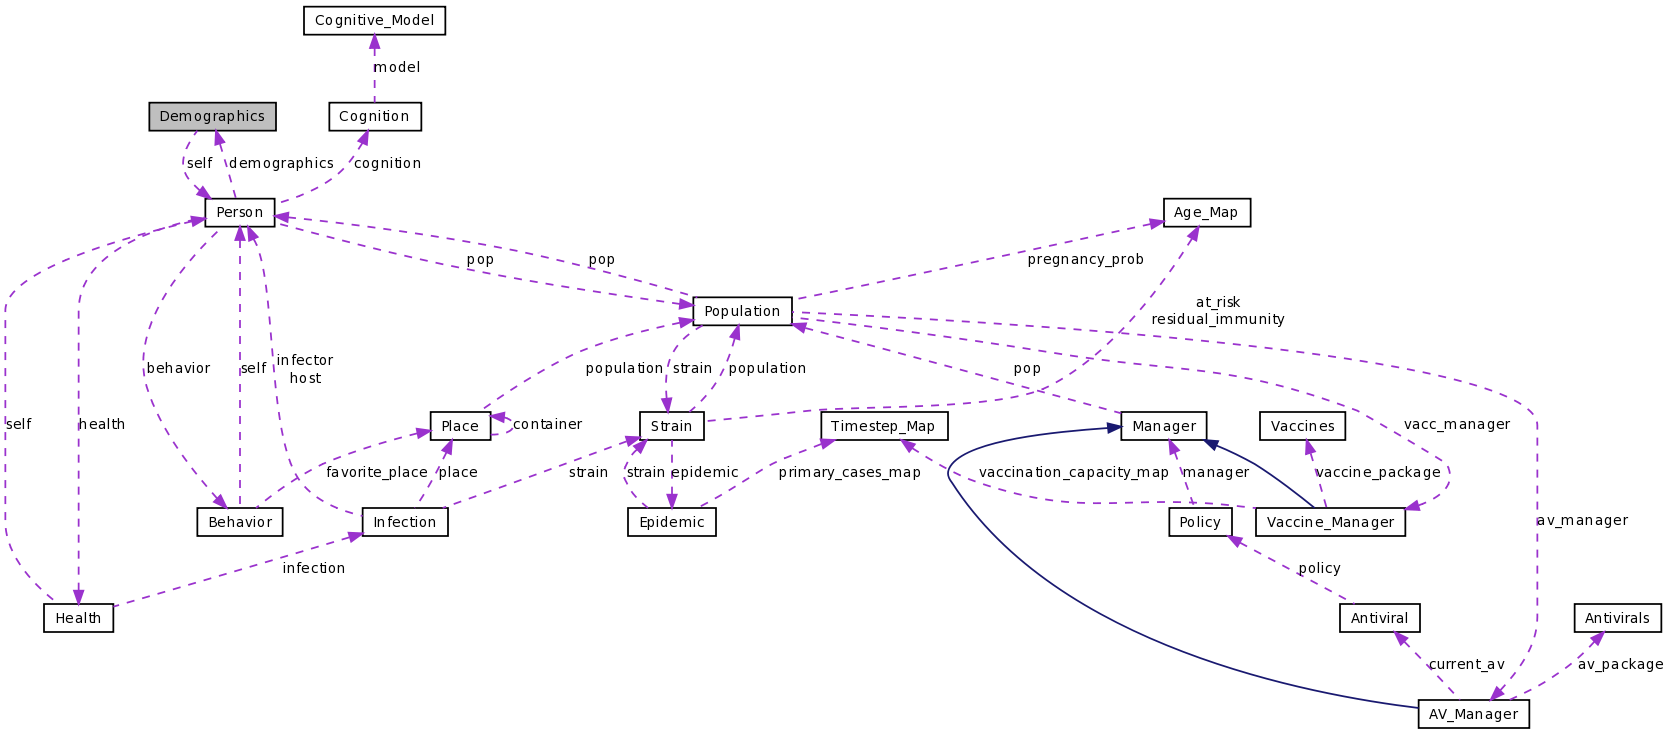 Cognitive_Model
model
Demographics
Cognition
self
demographics
cognition
Person
Age_Map
pop
pop
pregnancy_prob
at_risk
residual_immunity
Population
behavior
self
infector
host
population
strain
population
pop
self
health
Place
container
Strain
Timestep_Map
Manager
Vaccines
vacc_manager
favorite_place
place
strain
strain
epidemic
primary_cases_map
vaccination_capacity_map
manager
vaccine_package
Behavior
Infection
Epidemic
Policy
Vaccine_Manager
av_manager
infection
policy
Health
Antiviral
Antivirals
current_av
av_package
AV_Manager